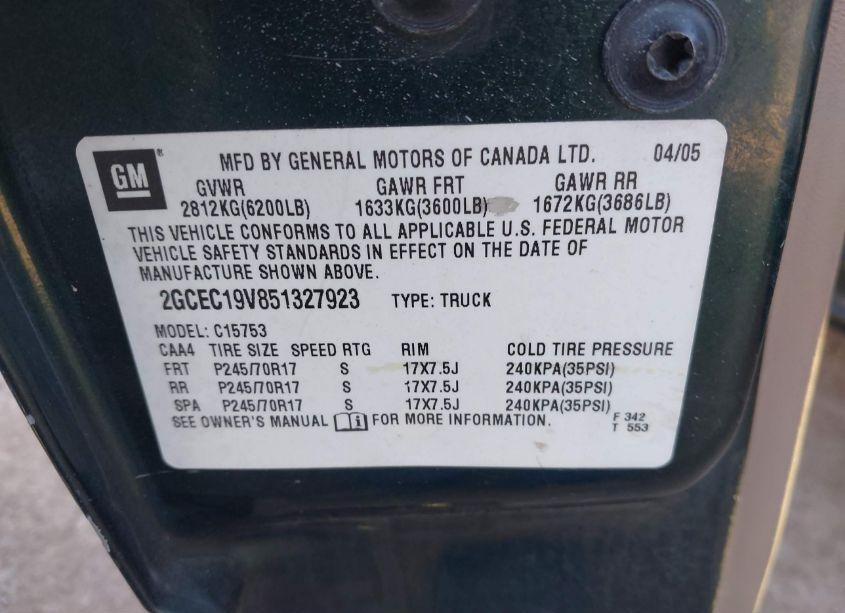 GM ® MFD BY GENERAL MOTORS OF CANADA LTD. 04/05
GVWR GAWR FRT GAWR RR
2812KG(6200LB) 1633KG(3600LB) 1672KG(3686LB)
THIS VEHICLE CONFORMS TO ALL APPLICABLE U.S. FEDERAL MOTOR
VEHICLE SAFETY STANDARDS IN EFFECT ON THE DATE OF
MANUFACTURE SHOWN ABOVE.
2GCEC19V851327923 TYPE: TRUCK
MODEL: C15753
CAA4 TIRE SIZE SPEED RTG RIM COLD TIRE PRESSURE
FRT P245/70R17 S 17X7.5J 240KPA(35PSI)
RR P245/70R17 S 17X7.5J 240KPA(35PSI)
SPA P245/70R17 S 17X7.5J 240KPA(35PSI)
SEE OWNER'S MANUAL FOR MORE INFORMATION. F 342
T 553